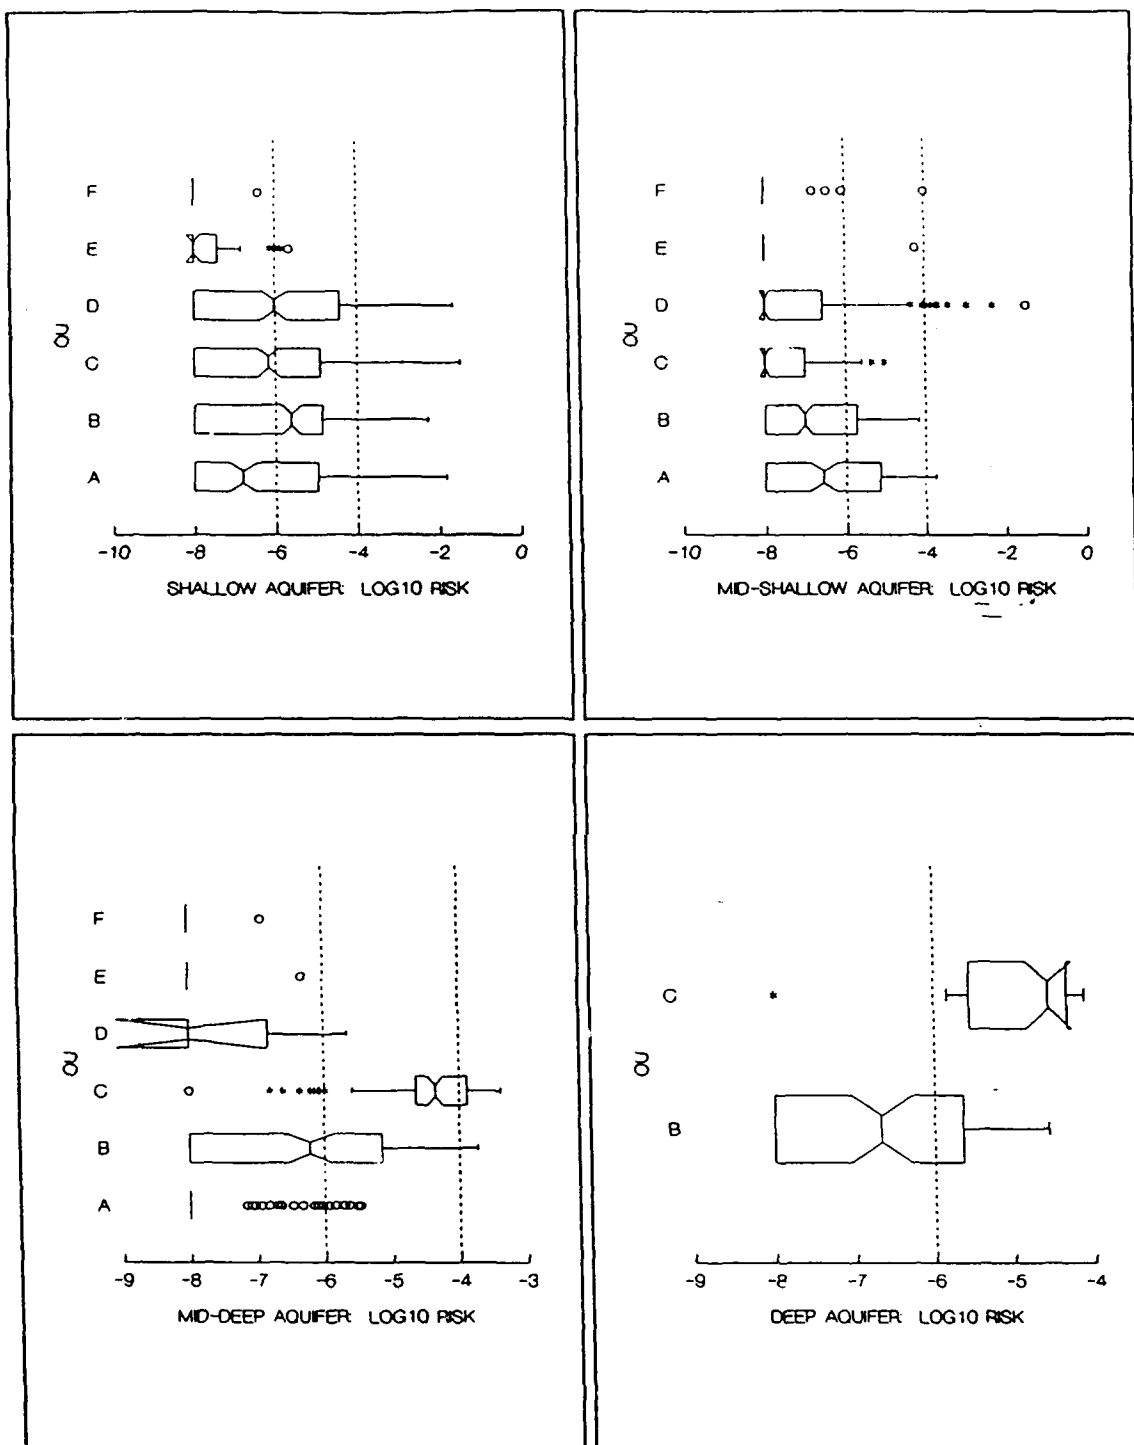 F
E
D
OU
C
B
A
-10 -8 -6 -4 -2 0
SHALLOW AQUIFER: LOG10 RISK
F
E
D
OU
C
B
A
-10 -8 -6 -4 -2 0
MID-SHALLOW AQUIFER: LOG10 RISK
F
E
D
OU
C
B
A
-9 -8 -7 -6 -5 -4 -3
MID-DEEP AQUIFER: LOG10 RISK
C
OU
B
-9 -8 -7 -6 -5 -4
DEEP AQUIFER: LOG10 RISK